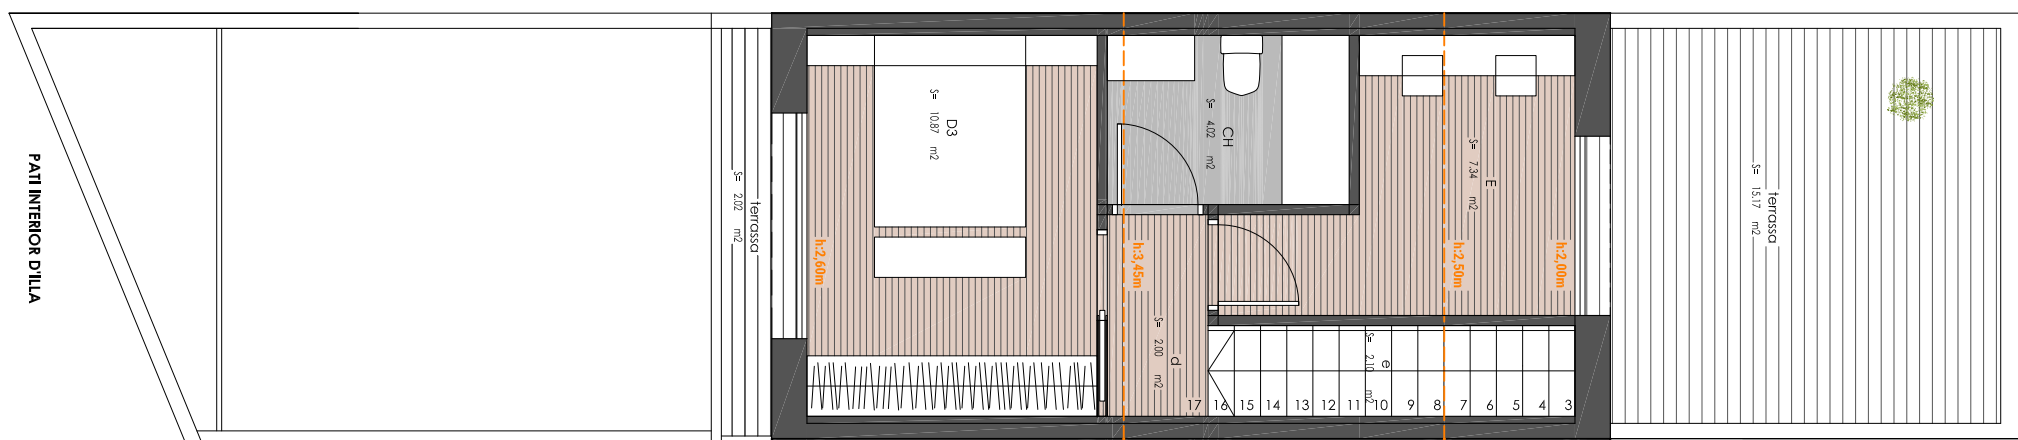 PATI INTERIOR D'ILLA
terrassa
S= 2.02 m2
h:2,60m
D3
S= 10.87 m2
h:3,45m
CH
S= 4.02 m2
d
S= 2.00 m2
E
S= 7.34 m2
h:2,50m
h:2,00m
e
S= 2.10 m2
17 16 15 14 13 12 11 10 9 8 7 6 5 4 3
terrassa
S= 15.17 m2